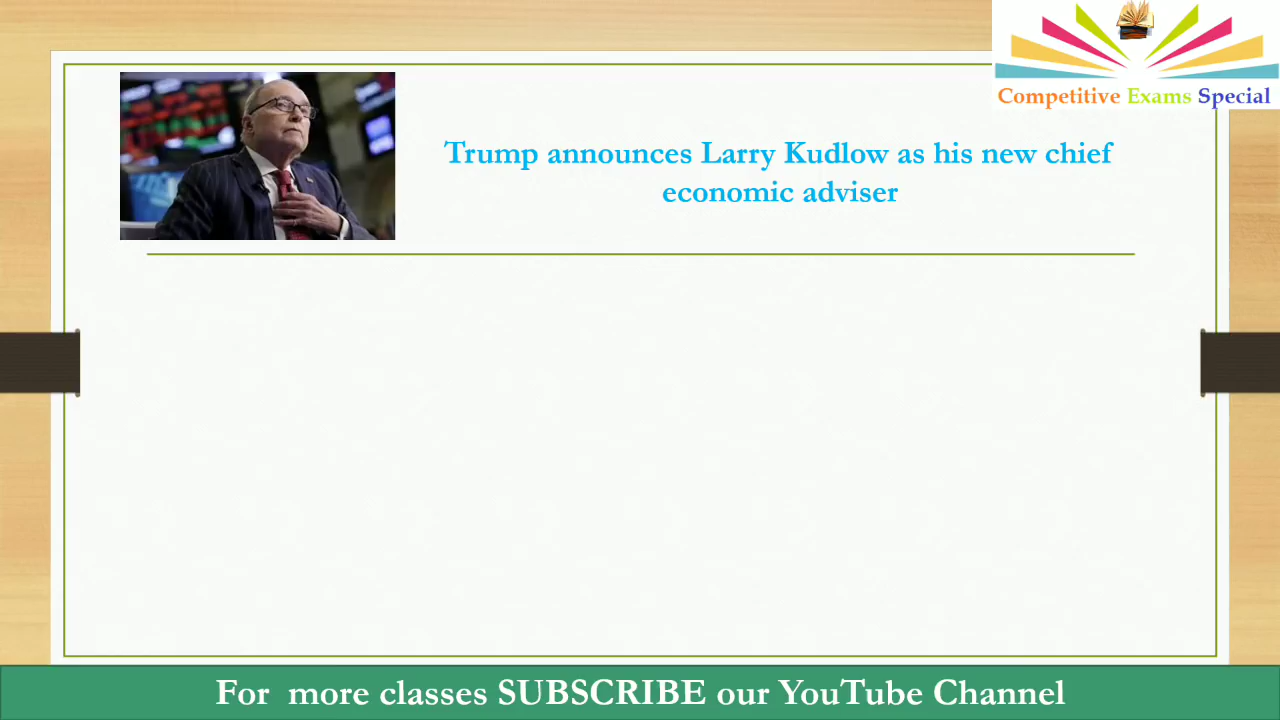 Competitive Exams Special
Trump announces Larry Kudlow as his new chief
economic adviser
For more classes SUBSCRIBE our YouTube Channel